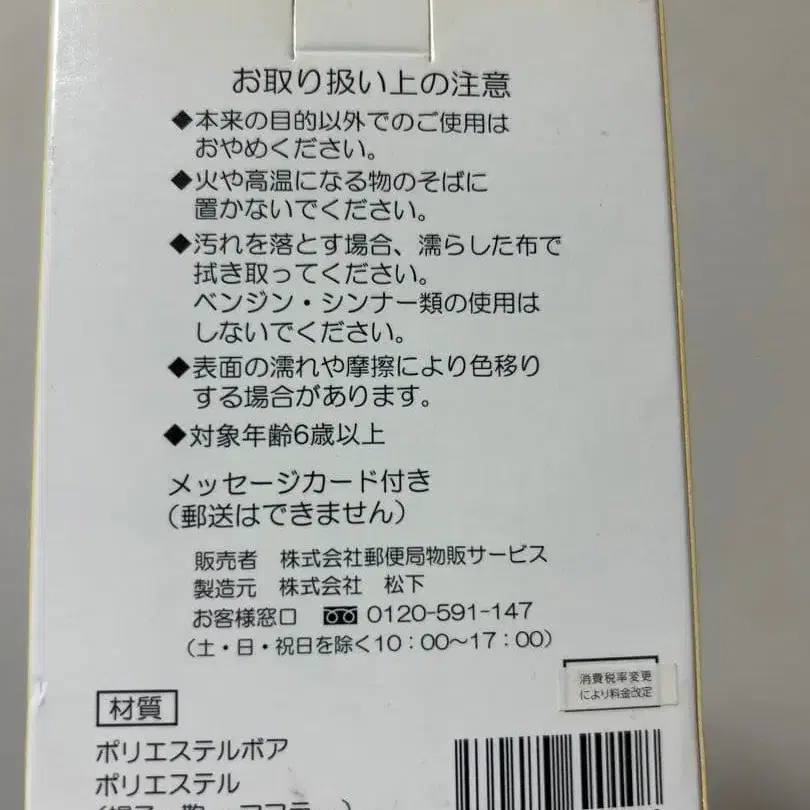 お取り扱い上の注意
◆本来の目的以外でのご使用は
おやめください。
◆火や高温になる物のそばに
置かないでください。
◆汚れを落とす場合、濡らした布で
拭き取ってください。
ベンジン・シンナー類の使用は
しないでください。
◆表面の濡れや摩擦により色移り
する場合があります。
◆対象年齢6歳以上
メッセージカード付き
（郵送はできません）
販売者　株式会社郵便局物販サービス
製造元　株式会社　松下
お客様窓口　0120-591-147
（土・日・祝日を除く10：00〜17：00）
消費税率変更
により料金改定
材質
ポリエステルボア
ポリエステル